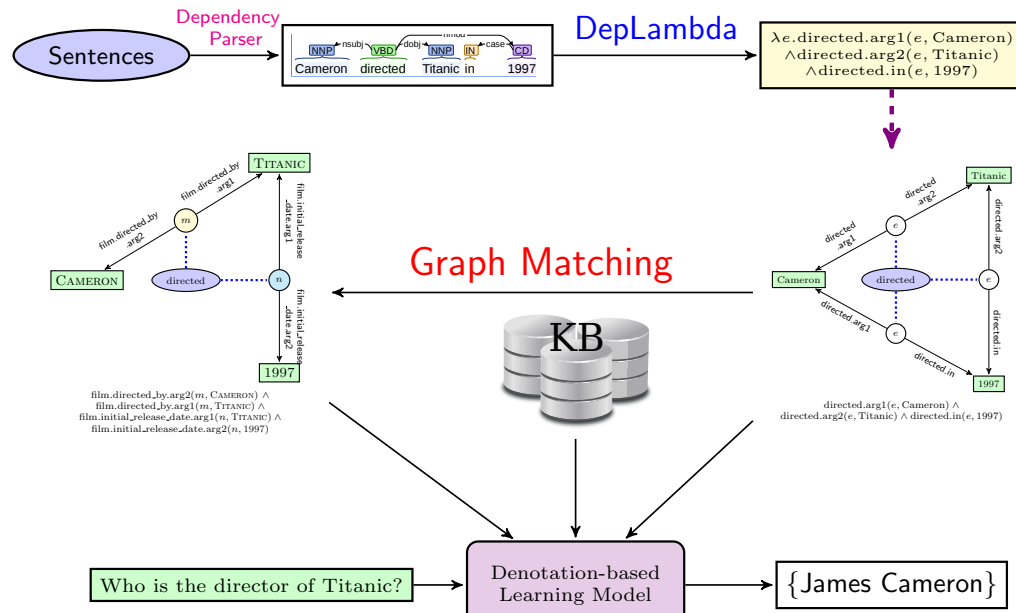 Sentences
Dependency
Parser
nsubj
dobj
case
NNP
VBD
NNP
IN
CD
Cameron directed Titanic in 1997
DepLambda
λe.directed.arg1(e, Cameron)
∧directed.arg2(e, Titanic)
∧directed.in(e, 1997)
TITANIC
film.directed_by
.arg1
film.directed_by
.arg2
m
CAMERON
directed
n
film.initial_release
_date.arg1
film.initial_release
_date.arg2
1997
film.directed_by.arg2(m, CAMERON) ∧
film.directed_by.arg1(m, TITANIC) ∧
film.initial_release_date.arg1(n, TITANIC) ∧
film.initial_release_date.arg2(n, 1997)
Graph Matching
KB
Titanic
directed
.arg2
directed
.arg1
e
directed.arg2
Cameron
directed
e
directed.arg1
e
directed.in
directed.in
1997
directed.arg1(e, Cameron) ∧
directed.arg2(e, Titanic) ∧ directed.in(e, 1997)
Who is the director of Titanic?
Denotation-based
Learning Model
{James Cameron}